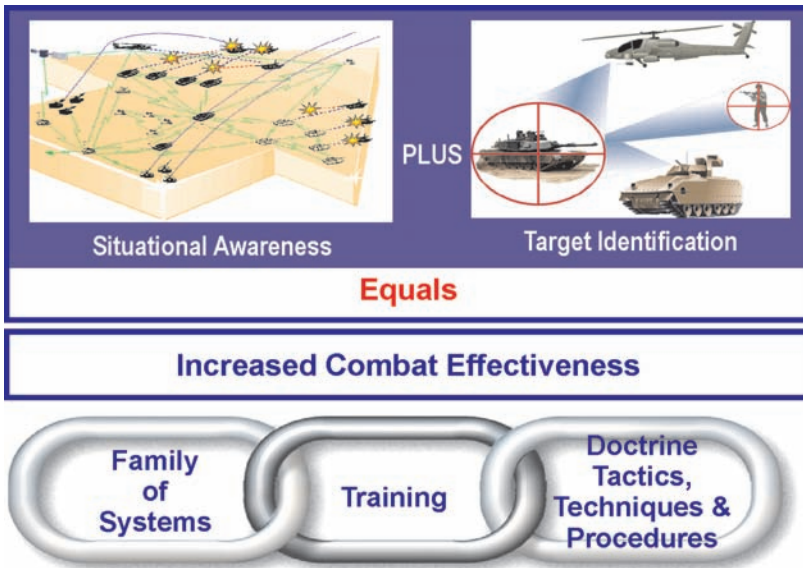 PLUS
Situational Awareness
Target Identification
Equals
Increased Combat Effectiveness
Family
of
Systems
Training
Doctrine
Tactics,
Techniques &
Procedures